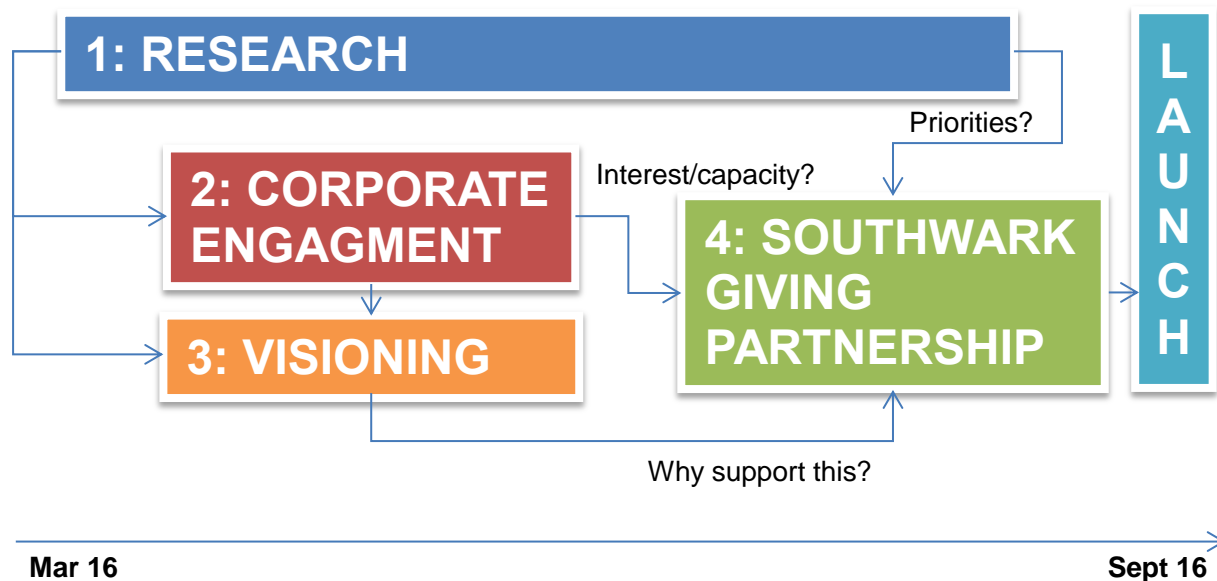 1: RESEARCH
L
A
U
N
C
H
Priorities?
2: CORPORATE
ENGAGMENT
Interest/capacity?
4: SOUTHWARK
GIVING
PARTNERSHIP
3: VISIONING
Why support this?
Mar 16
Sept 16